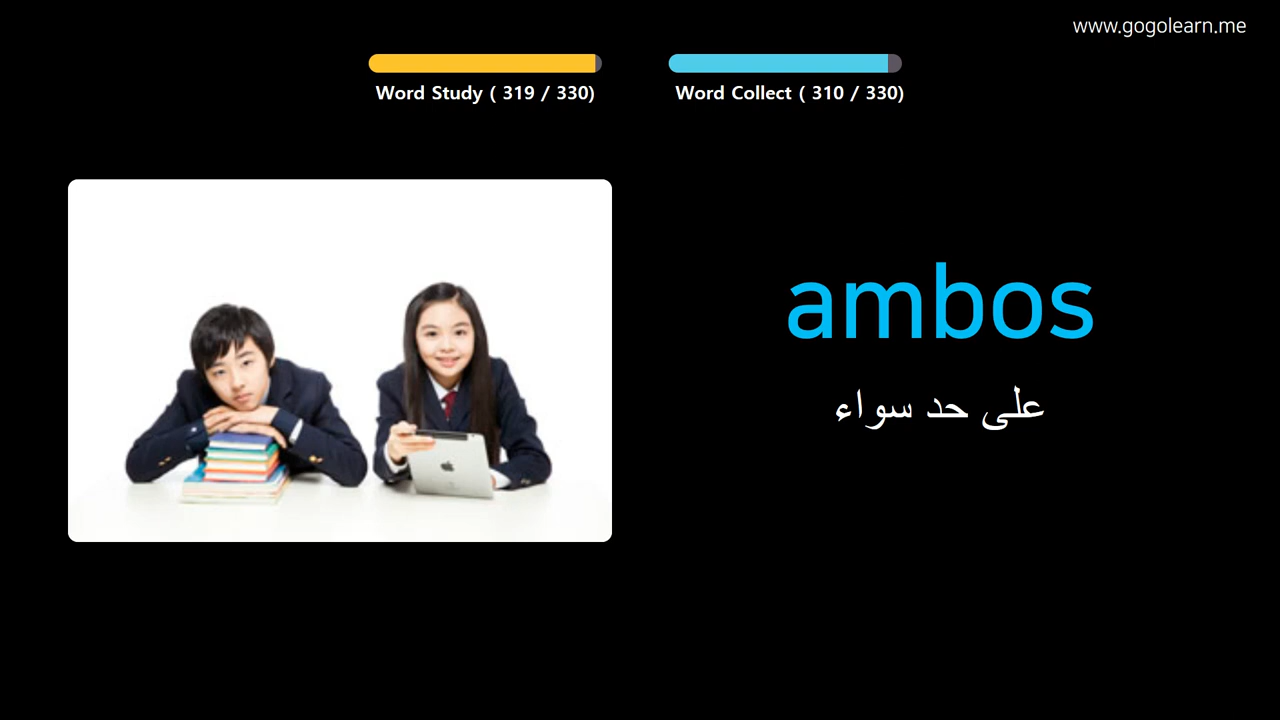 www.gogolearn.me
Word Study ( 319 / 330)
Word Collect ( 310 / 330)
ambos
على حد سواء